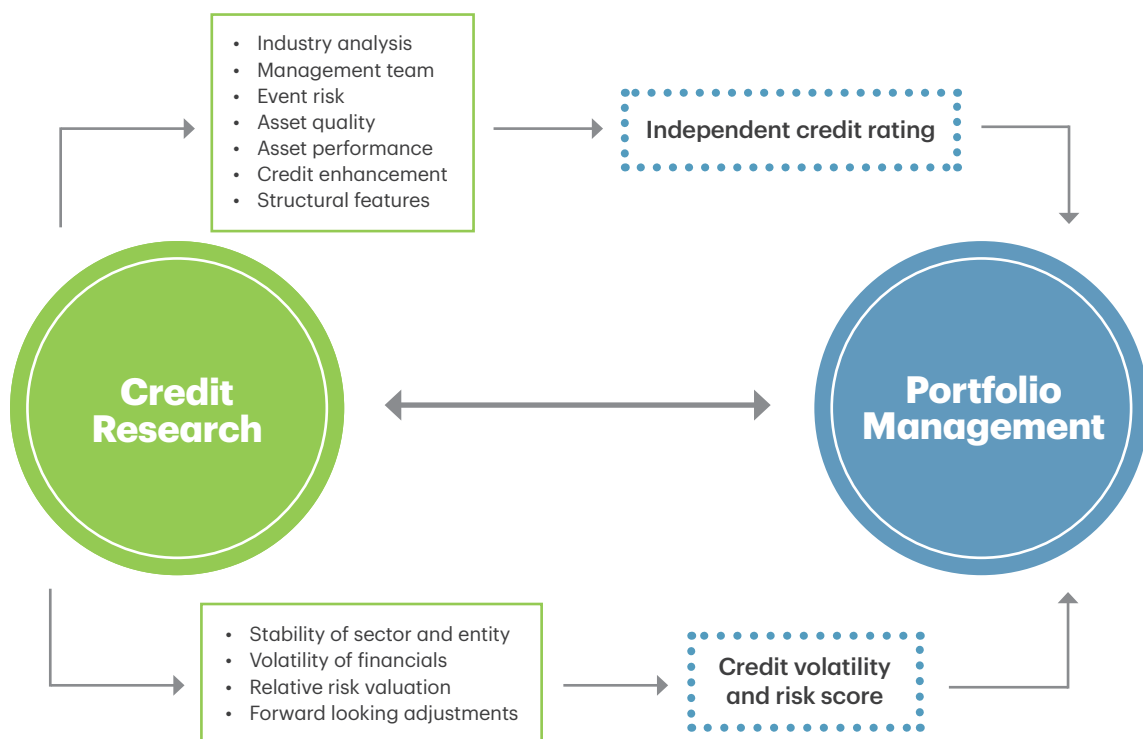 • Industry analysis
• Management team
• Event risk
• Asset quality
• Asset performance
• Credit enhancement
• Structural features
Independent credit rating
Credit
Research
Portfolio
Management
• Stability of sector and entity
• Volatility of financials
• Relative risk valuation
• Forward looking adjustments
Credit volatility
and risk score